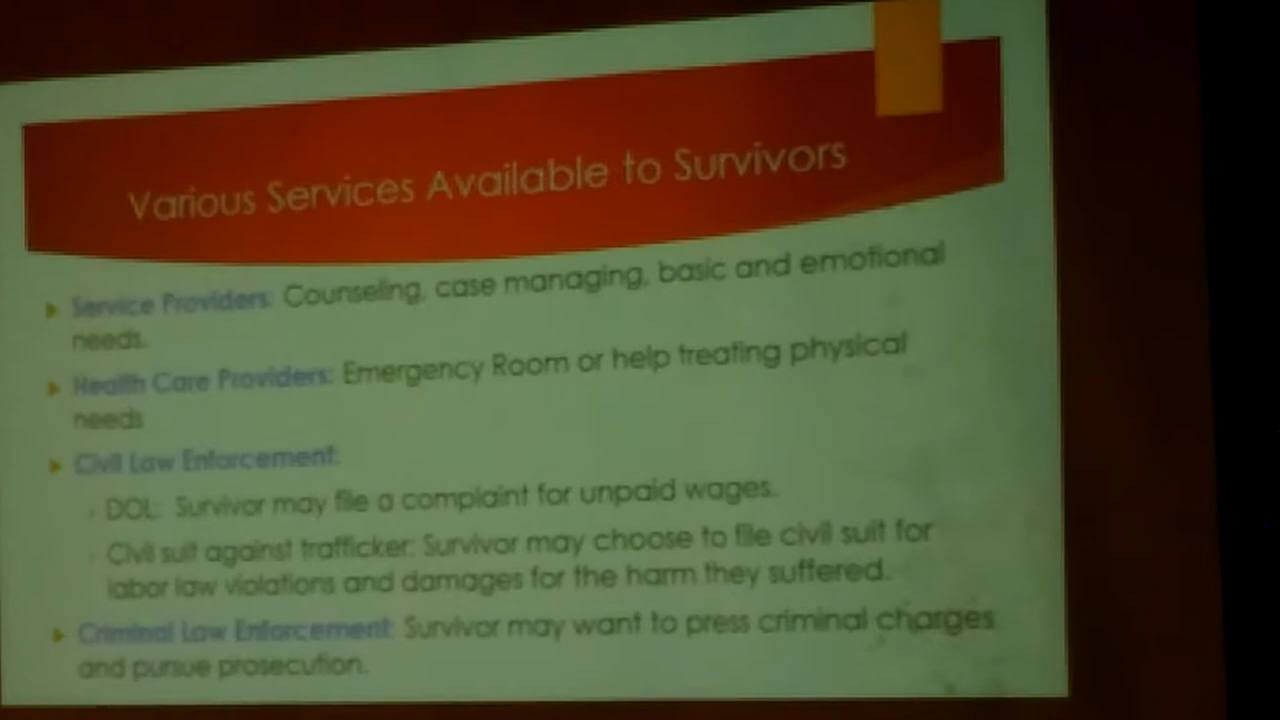 Various Services Available to Survivors
Service Providers: Counseling, case managing, basic and emotional
needs.
Health Care Providers: Emergency Room or help treating physical
needs
Civil Law Enforcement:
DOL: Survivor may file a complaint for unpaid wages.
Civil suit against trafficker: Survivor may choose to file civil suit for
labor law violations and damages for the harm they suffered.
Criminal Law Enforcement: Survivor may want to press criminal charges
and pursue prosecution.